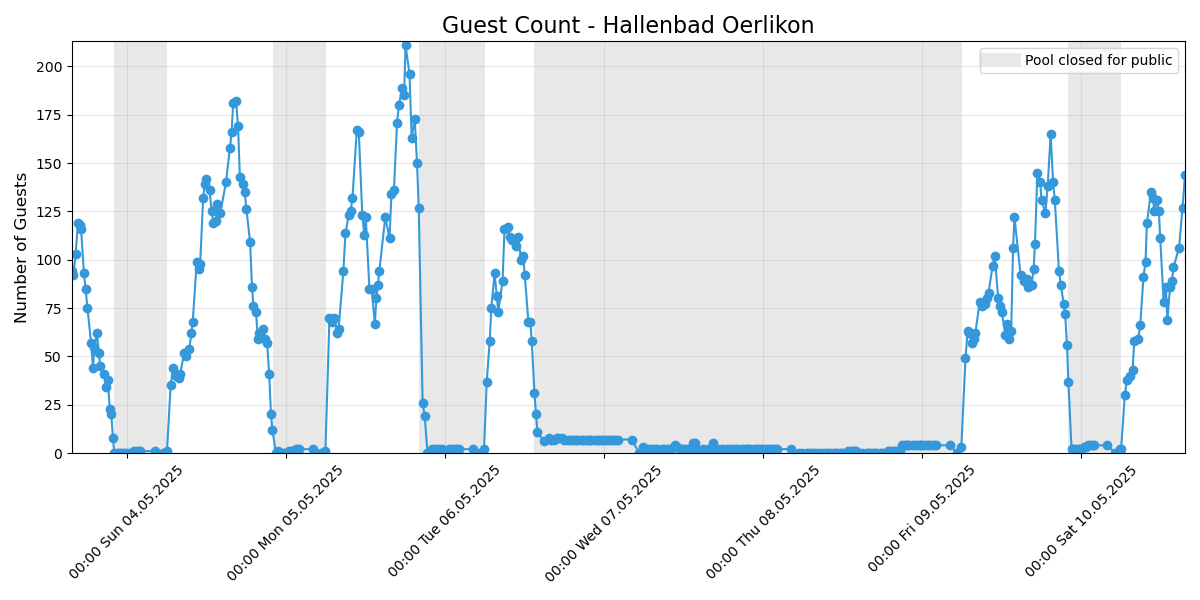 Guest Count - Hallenbad Oerlikon
Pool closed for public
Number of Guests
200
175
150
125
100
75
50
25
0
00:00 Sun 04.05.2025
00:00 Mon 05.05.2025
00:00 Tue 06.05.2025
00:00 Wed 07.05.2025
00:00 Thu 08.05.2025
00:00 Fri 09.05.2025
00:00 Sat 10.05.2025